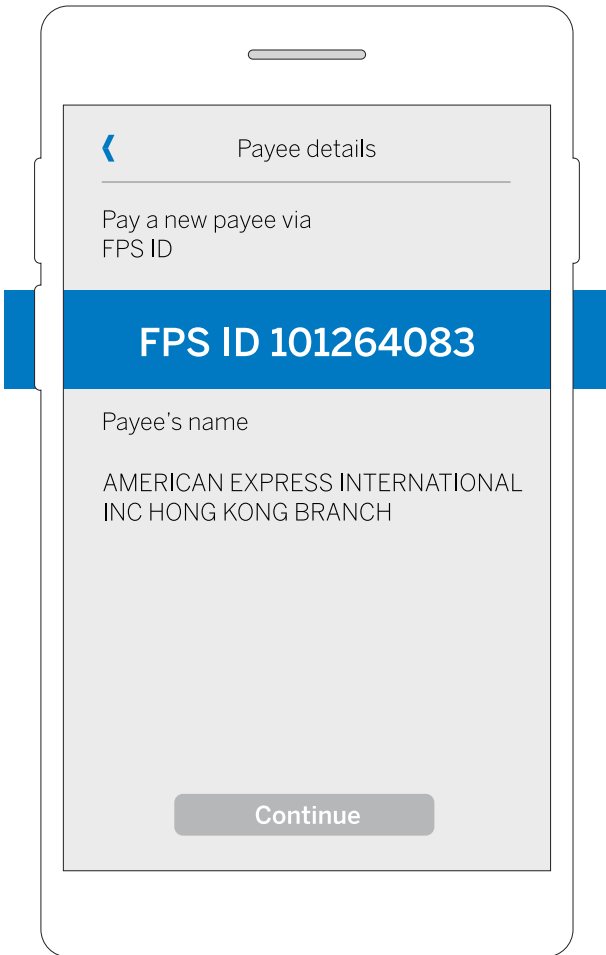 Payee details
Pay a new payee via
FPS ID
FPS ID 101264083
Payee's name
AMERICAN EXPRESS INTERNATIONAL
INC HONG KONG BRANCH
Continue